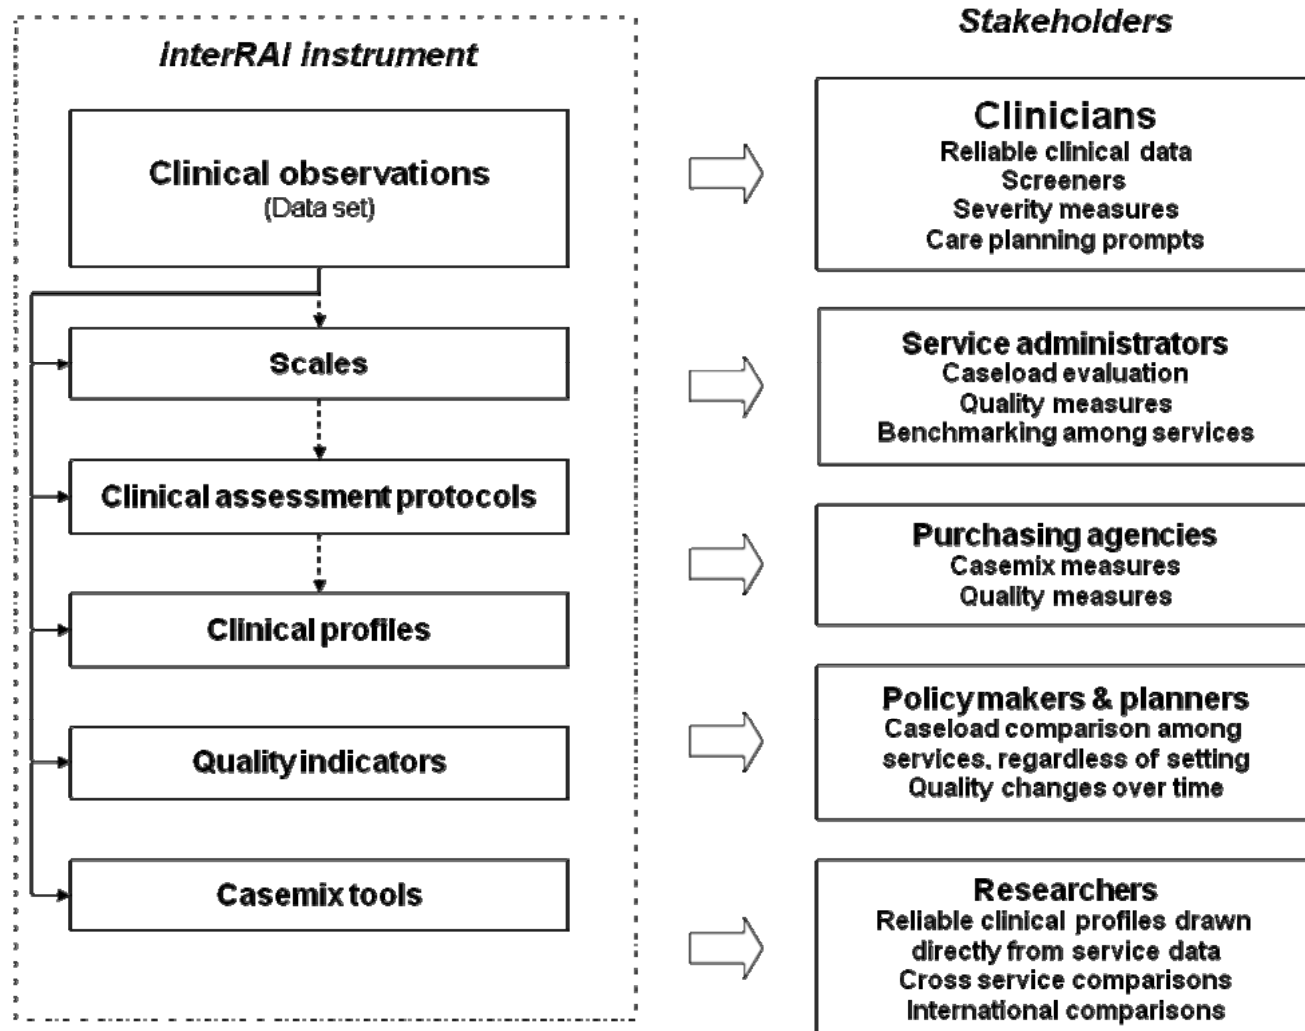 interRAI instrument
Clinical observations
(Data set)
Scales
Clinical assessment protocols
Clinical profiles
Quality indicators
Casemix tools
Stakeholders
Clinicians
Reliable clinical data
Screeners
Severity measures
Care planning prompts
Service administrators
Caseload evaluation
Quality measures
Benchmarking among services
Purchasing agencies
Casemix measures
Quality measures
Policymakers & planners
Caseload comparison among
services, regardless of setting
Quality changes over time
Researchers
Reliable clinical profiles drawn
directly from service data
Cross service comparisons
International comparisons